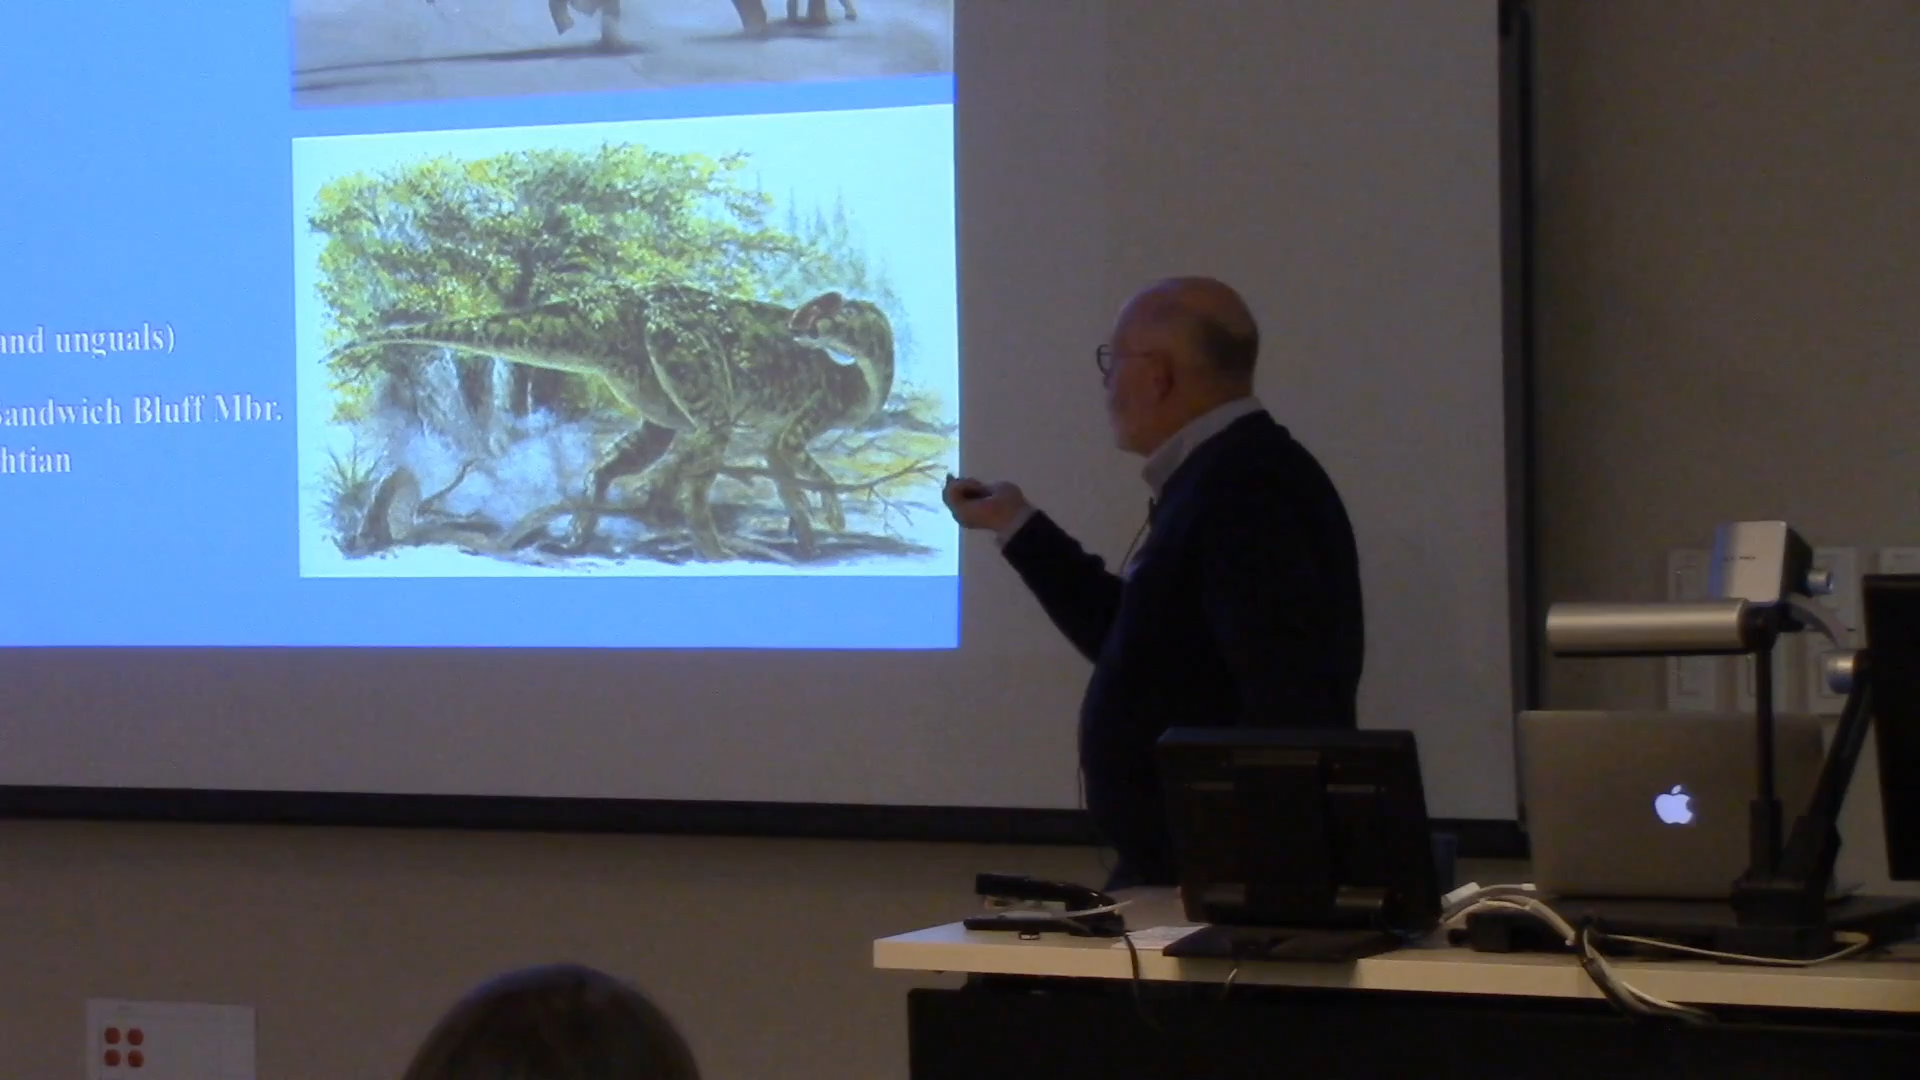 and unguals)
Sandwich Bluff Mbr.
htian